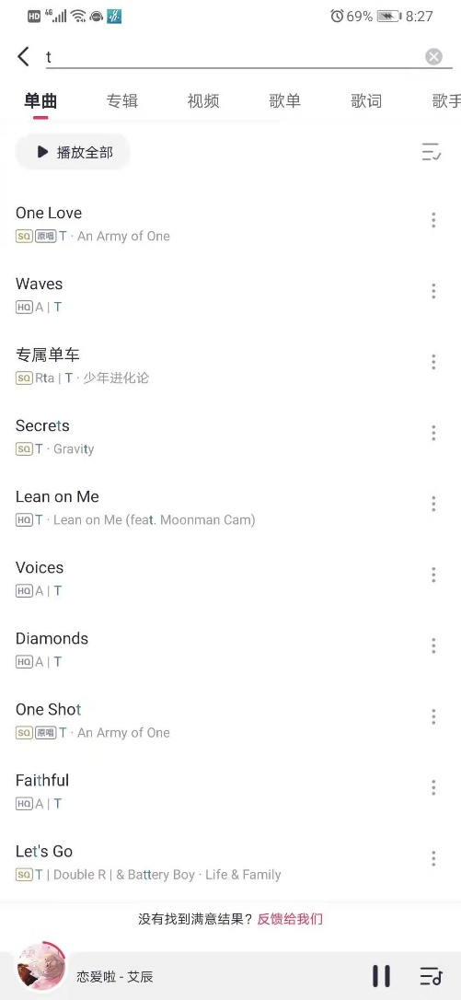 HD 4G 69% 8:27
t
单曲 专辑 视频 歌单 歌词 歌手
播放全部
One Love
SQ 原唱 T · An Army of One
Waves
HQ A | T
专属单车
SQ Rta | T · 少年进化论
Secrets
SQ T · Gravity
Lean on Me
HQ T · Lean on Me (feat. Moonman Cam)
Voices
HQ A | T
Diamonds
HQ A | T
One Shot
SQ 原唱 T · An Army of One
Faithful
HQ A | T
Let's Go
SQ T | Double R | & Battery Boy · Life & Family
没有找到满意结果？反馈给我们
恋爱啦 - 艾辰